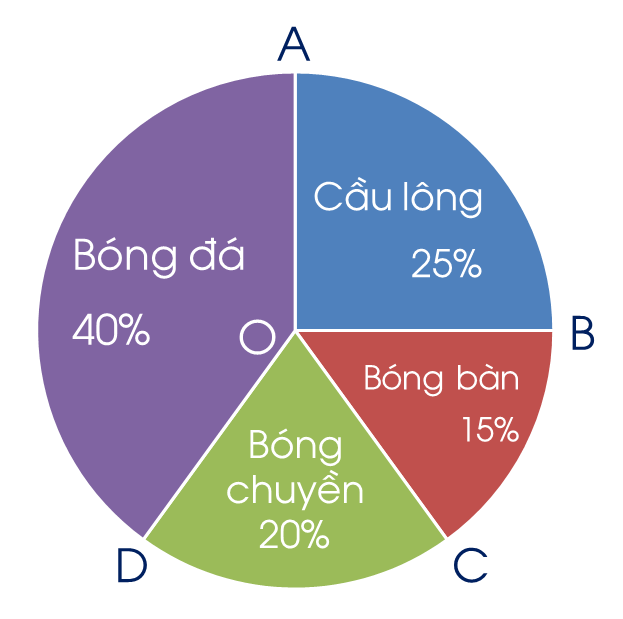 A
Cầu lông
25%
Bóng đá
40%
O
B
Bóng bàn
15%
Bóng
chuyền
20%
D
C